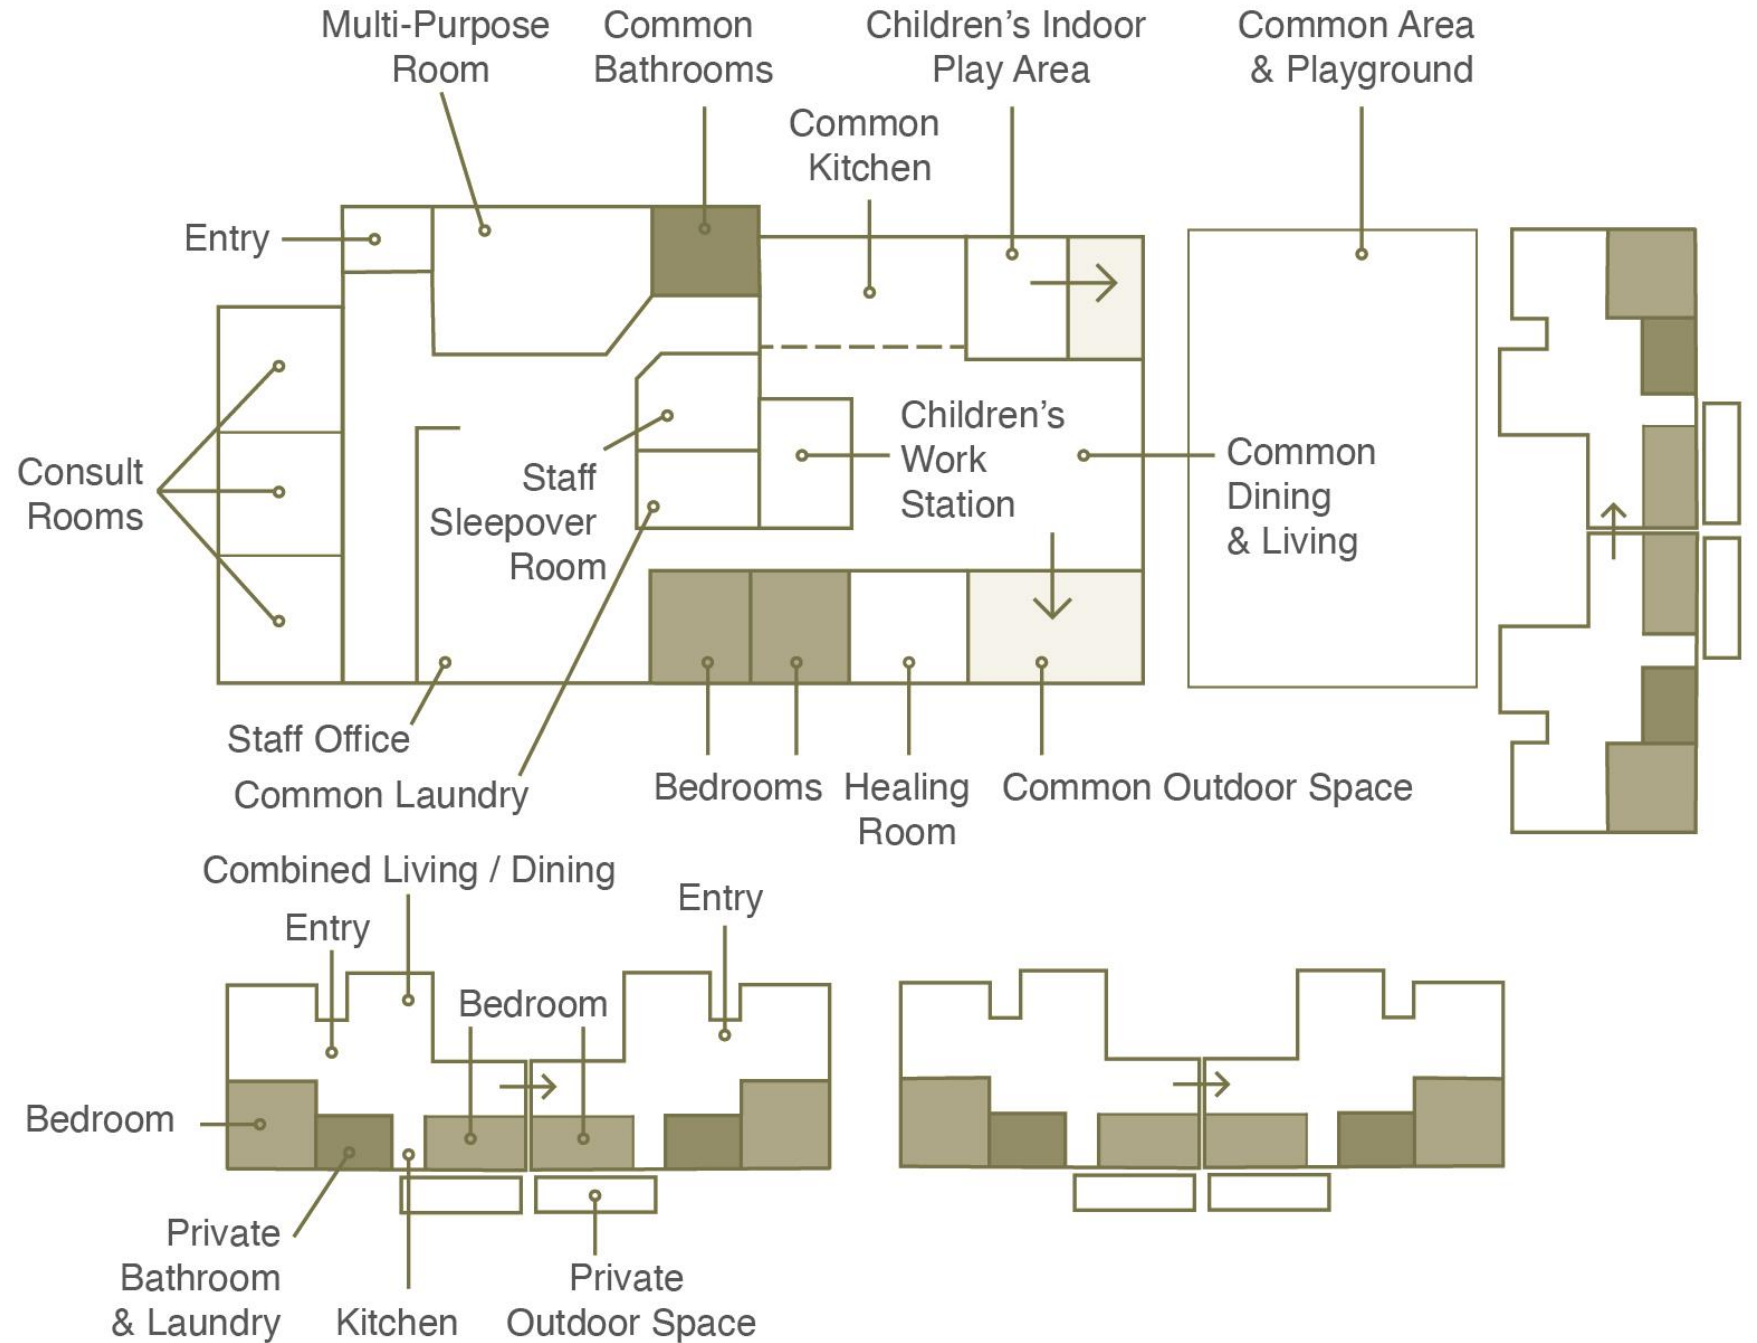 Multi-Purpose
Room
Common
Bathrooms
Children's Indoor
Play Area
Common Area
& Playground
Common
Kitchen
Entry
Consult
Rooms
Staff
Sleepover
Room
Children's
Work
Station
Common
Dining
& Living
Staff Office
Common Laundry
Bedrooms
Healing
Room
Common Outdoor Space
Combined Living / Dining
Entry
Entry
Bedroom
Bedroom
Private
Bathroom
& Laundry
Kitchen
Private
Outdoor Space